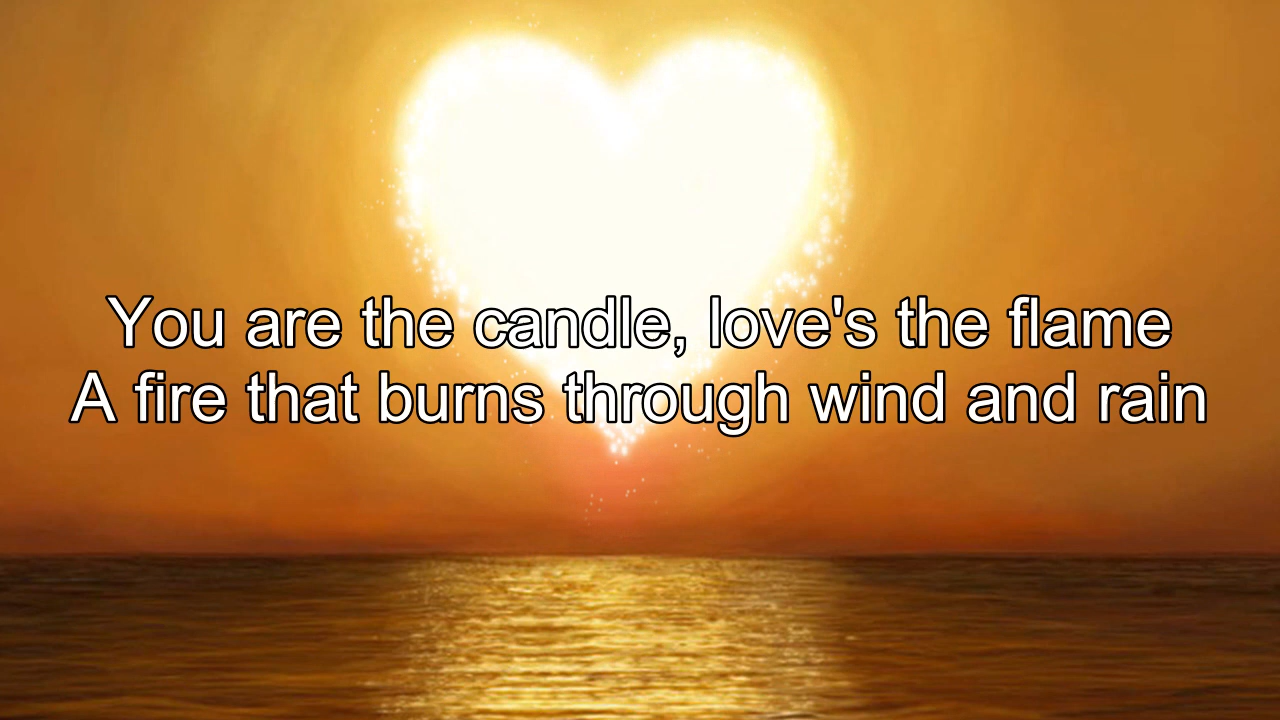 You are the candle, love's the flame
A fire that burns through wind and rain